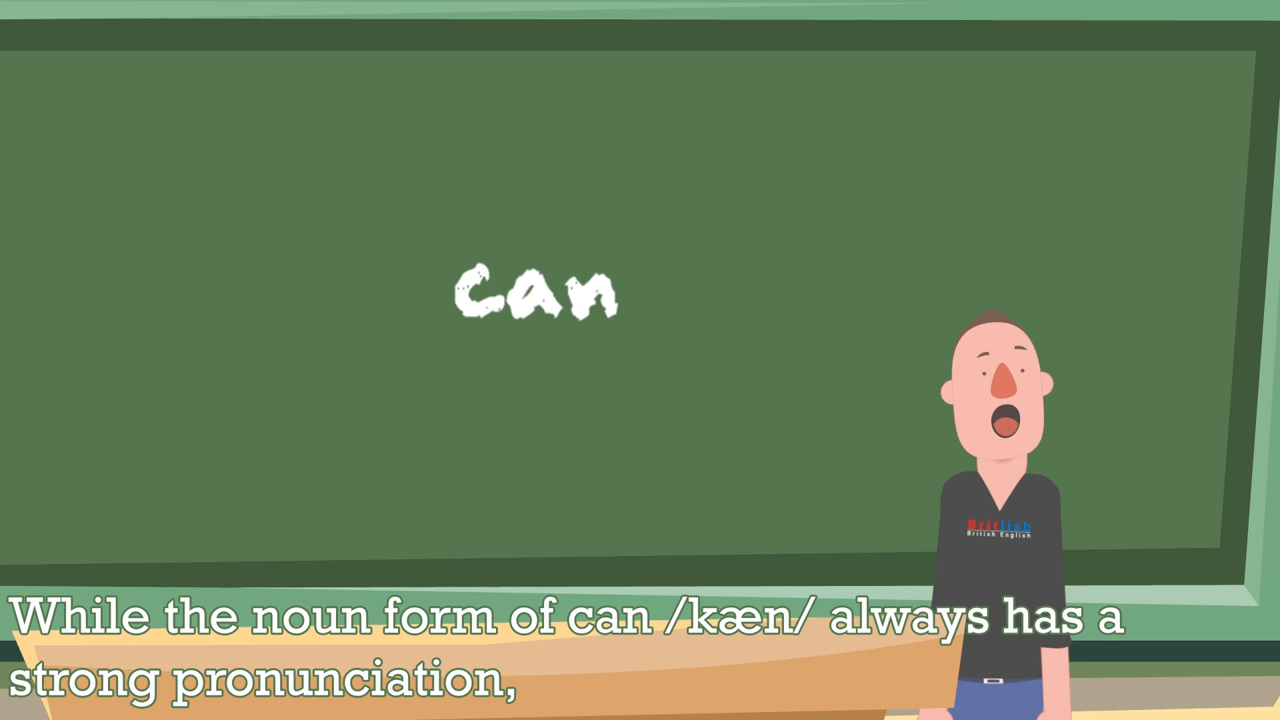 can
Britlish
British English
While the noun form of can /kæn/ always has a
strong pronunciation,